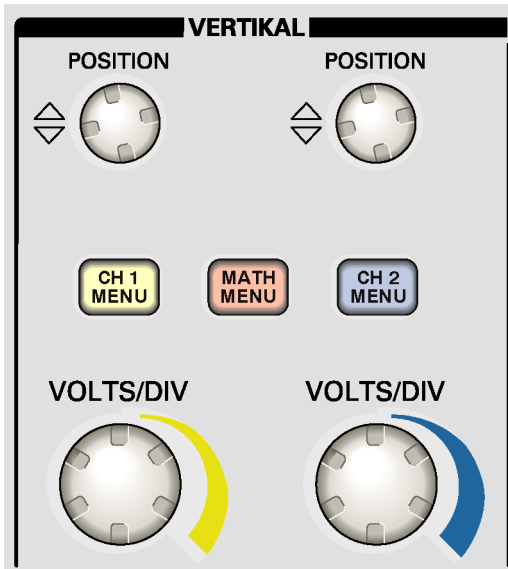 VERTIKAL
POSITION POSITION
CH 1 MENU
MATH MENU
CH 2 MENU
VOLTS/DIV VOLTS/DIV